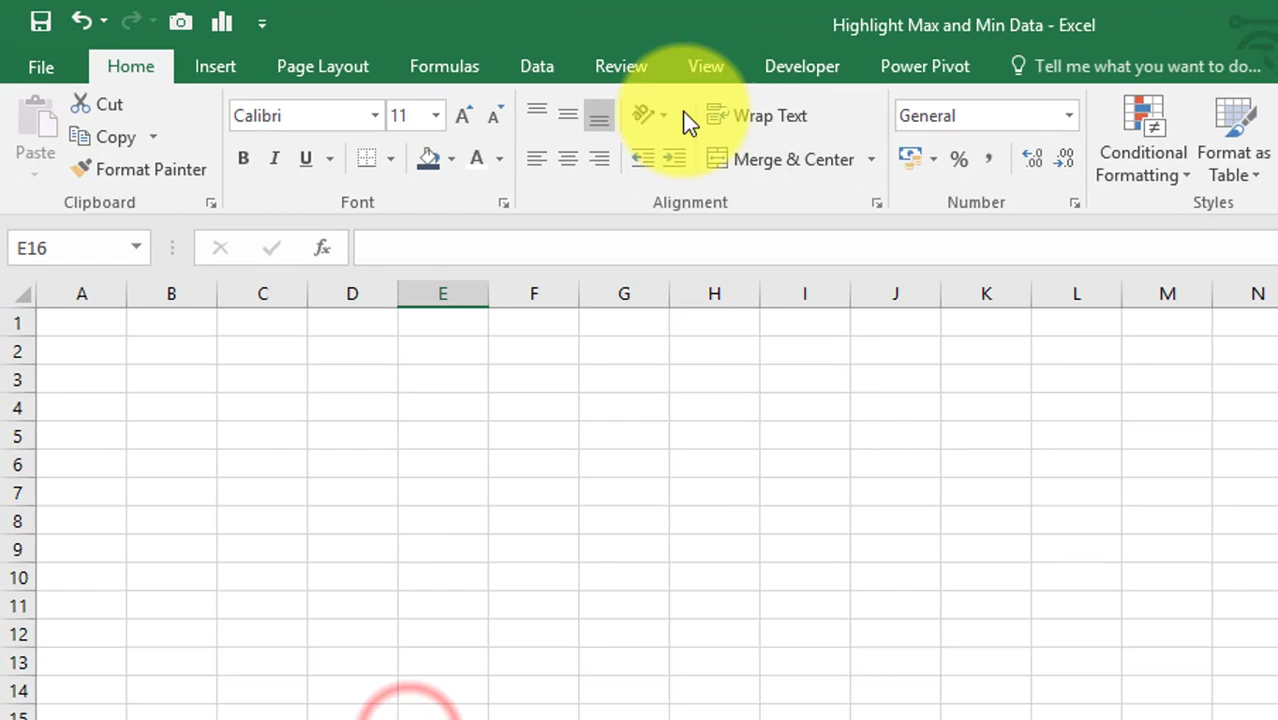 Highlight Max and Min Data - Excel
File Home Insert Page Layout Formulas Data Review View Developer Power Pivot Tell me what you want to do...
Paste
Cut
Copy
Format Painter
Clipboard
Calibri 11
B I U A
Font
Wrap Text
Merge & Center
Alignment
General
% , .00 .00
Number
Conditional Formatting
Format as Table
Styles
E16 fx
A B C D E F G H I J K L M N
1
2
3
4
5
6
7
8
9
10
11
12
13
14
15